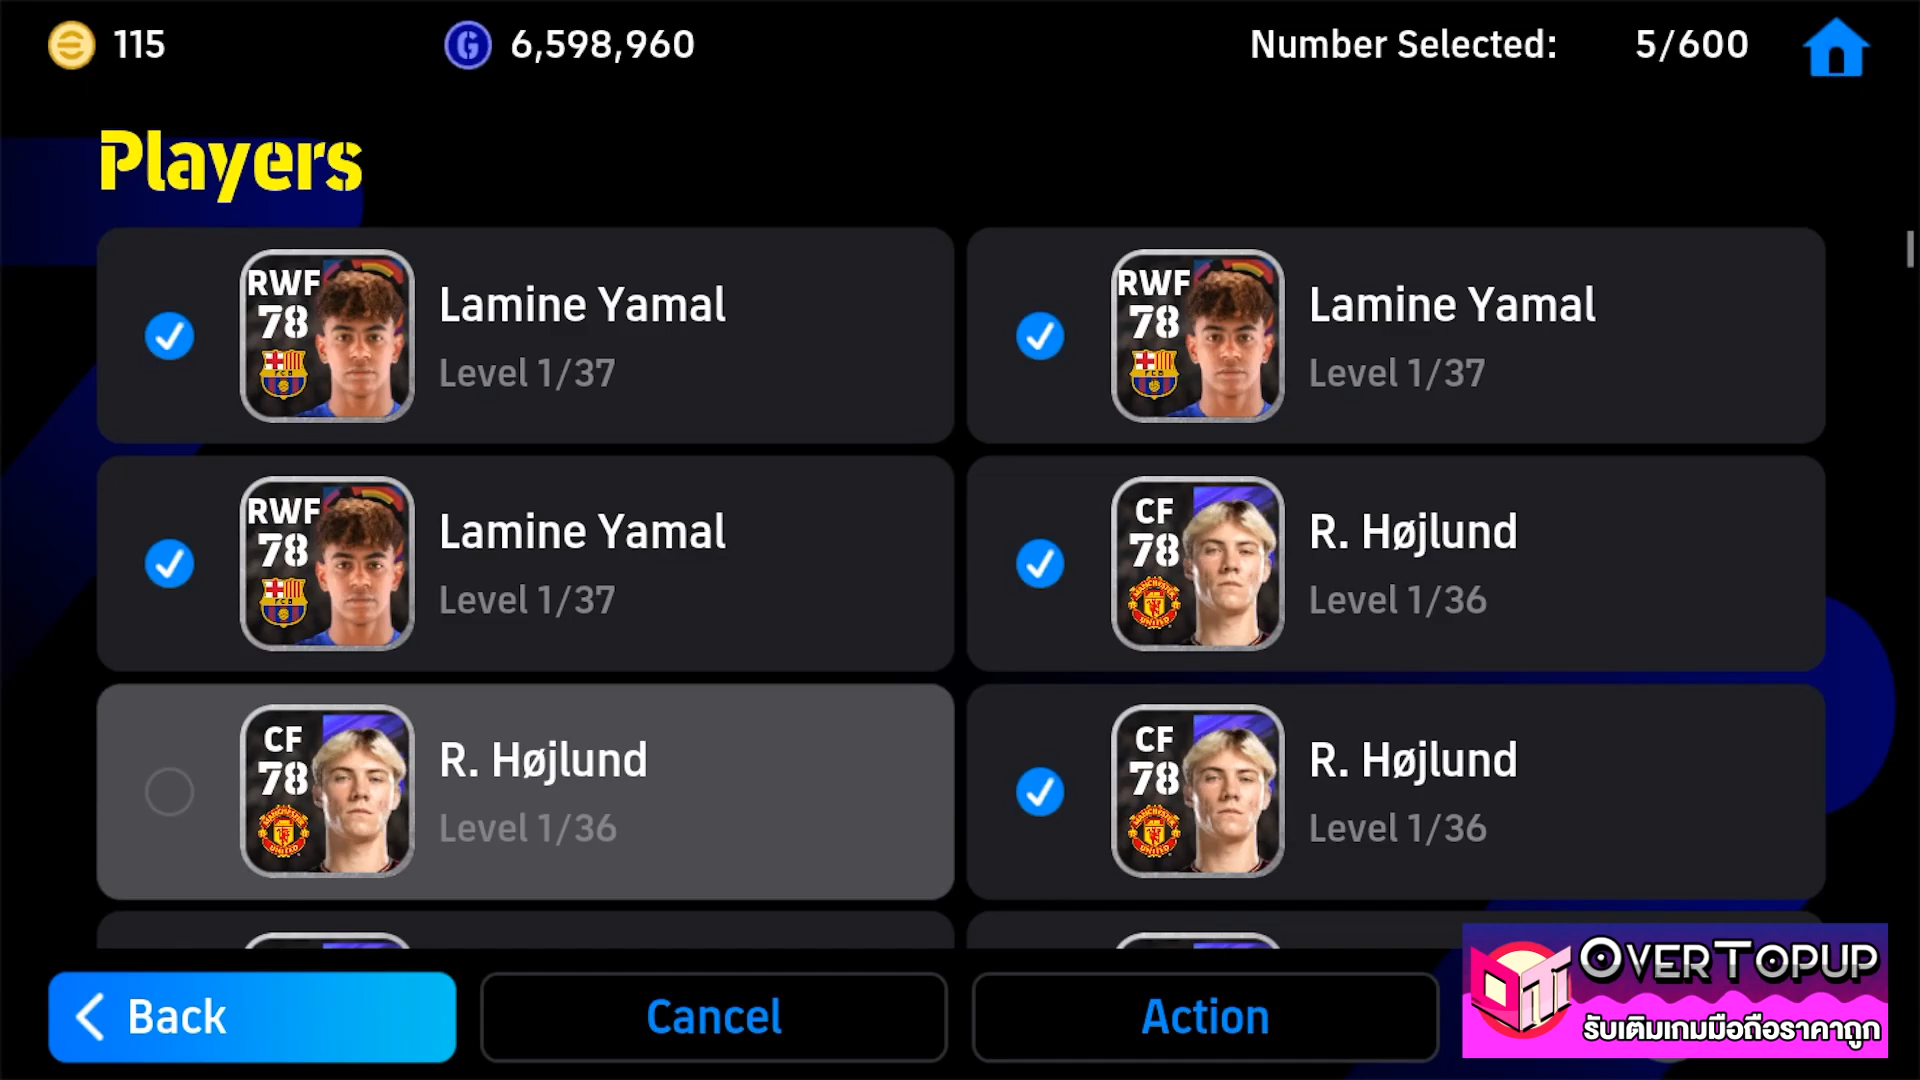 115
6,598,960
Number Selected: 5/600
Players
RWF
78
Lamine Yamal
Level 1/37
RWF
78
Lamine Yamal
Level 1/37
RWF
78
Lamine Yamal
Level 1/37
CF
78
R. Højlund
Level 1/36
CF
78
R. Højlund
Level 1/36
CF
78
R. Højlund
Level 1/36
Back
Cancel
Action
OVERTOPUP
รับเติมเกมมือถือราคาถูก